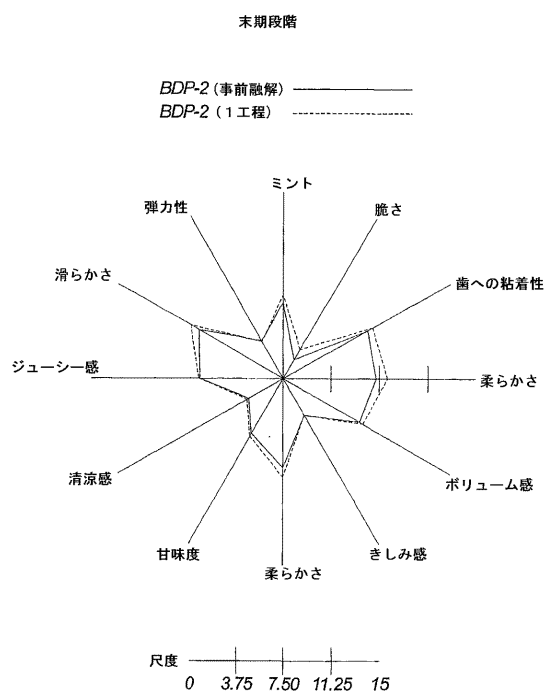 末期段階
BDP-2 (事前融解)
BDP-2 (1工程)
ミント
弾力性
脆さ
滑らかさ
歯への粘着性
ジューシー感
柔らかさ
清涼感
ボリューム感
甘味度
きしみ感
柔らかさ
尺度
0 3.75 7.50 11.25 15